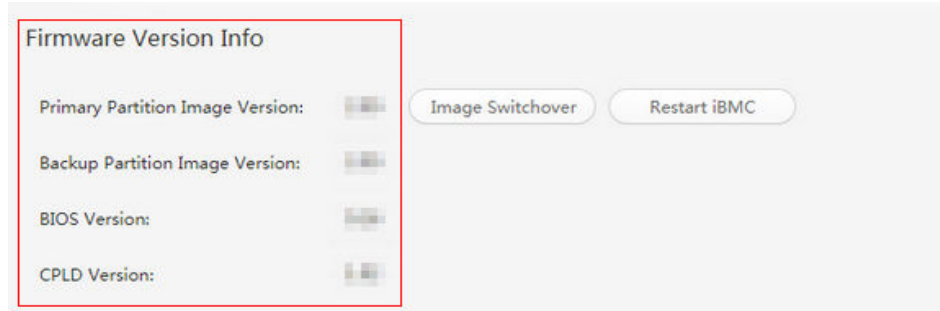 Firmware Version Info
Primary Partition Image Version: Image Switchover Restart iBMC
Backup Partition Image Version:
BIOS Version:
CPLD Version: